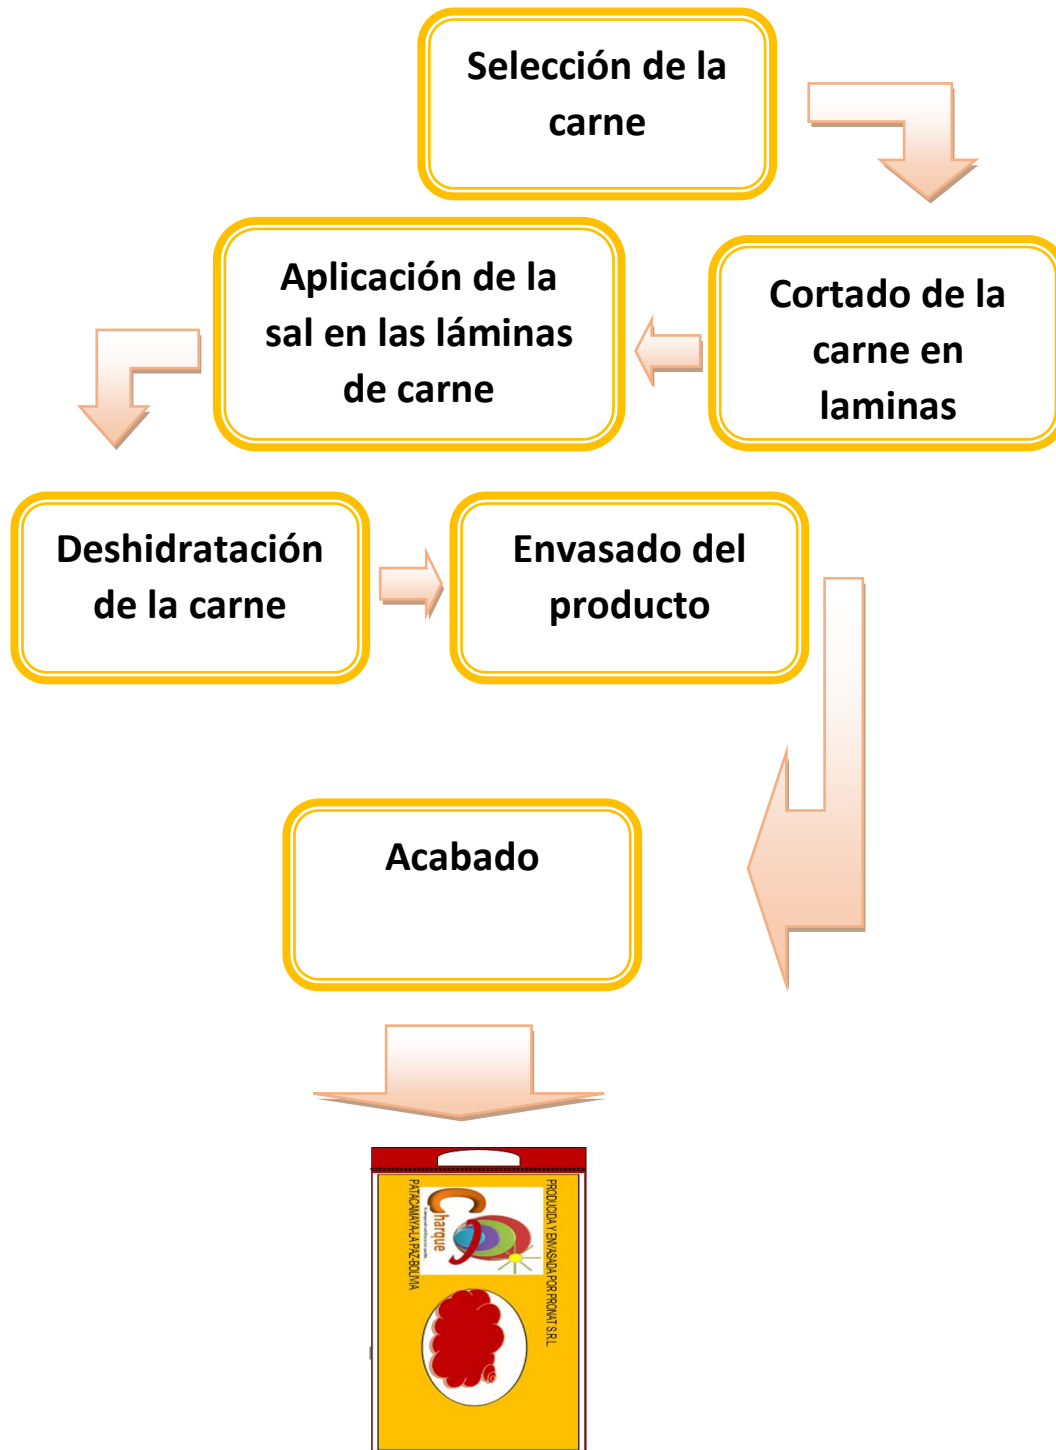 Selección de la
carne
Cortado de la
carne en
laminas
Aplicación de la
sal en las láminas
de carne
Deshidratación
de la carne
Envasado del
producto
Acabado
PRODUCIDA Y ENVASADA POR PRONAT S.R.L
Charque
PATACAMAYA-LA PAZ-BOLIVIA